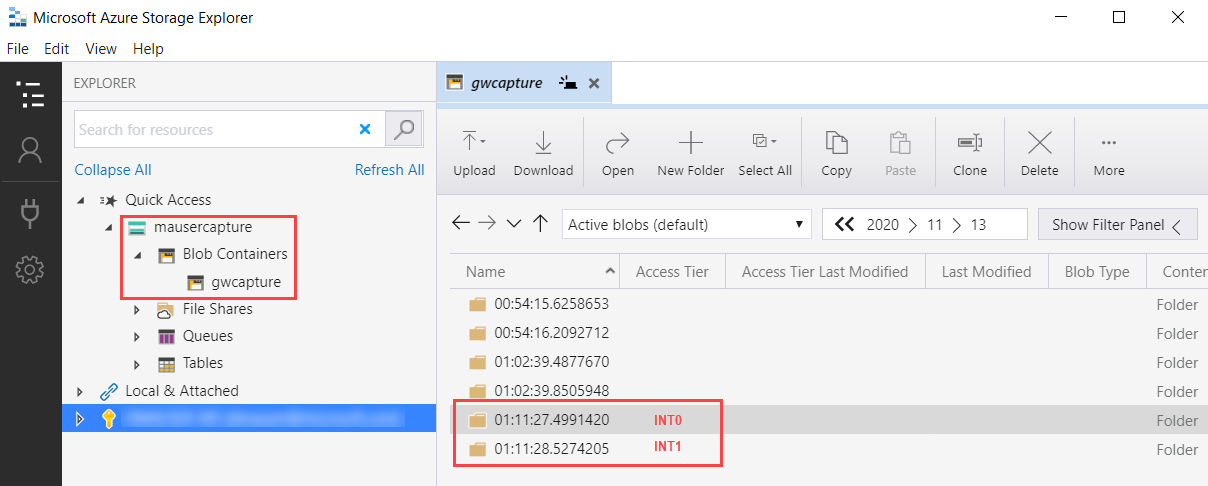 Microsoft Azure Storage Explorer
File Edit View Help
EXPLORER
Search for resources
Collapse All Refresh All
Quick Access
mausercapture
Blob Containers
gwcapture
File Shares
Queues
Tables
Local & Attached
gwcapture
Upload Download Open New Folder Select All Copy Paste Clone Delete More
Active blobs (default) 2020 11 13 Show Filter Panel
Name Access Tier Access Tier Last Modified Last Modified Blob Type Conten
00:54:15.6258653 Folder
00:54:16.2092712 Folder
01:02:39.4877670 Folder
01:02:39.8505948 Folder
01:11:27.4991420 INT0 Folder
01:11:28.5274205 INT1 Folder